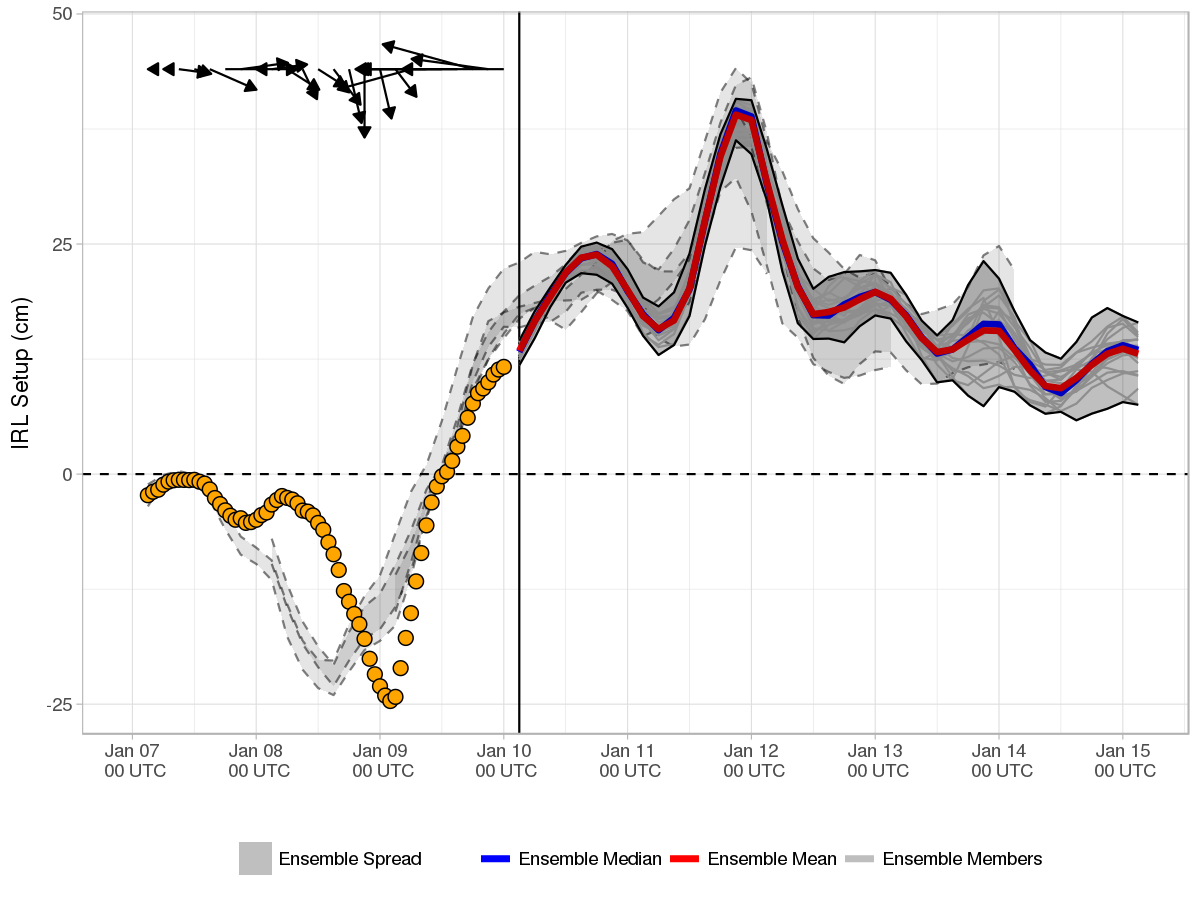 50
25
0
-25
IRL Setup (cm)
Jan 07 Jan 08 Jan 09 Jan 10 Jan 11 Jan 12 Jan 13 Jan 14 Jan 15
00 UTC 00 UTC 00 UTC 00 UTC 00 UTC 00 UTC 00 UTC 00 UTC 00 UTC
Ensemble Spread Ensemble Median Ensemble Mean Ensemble Members